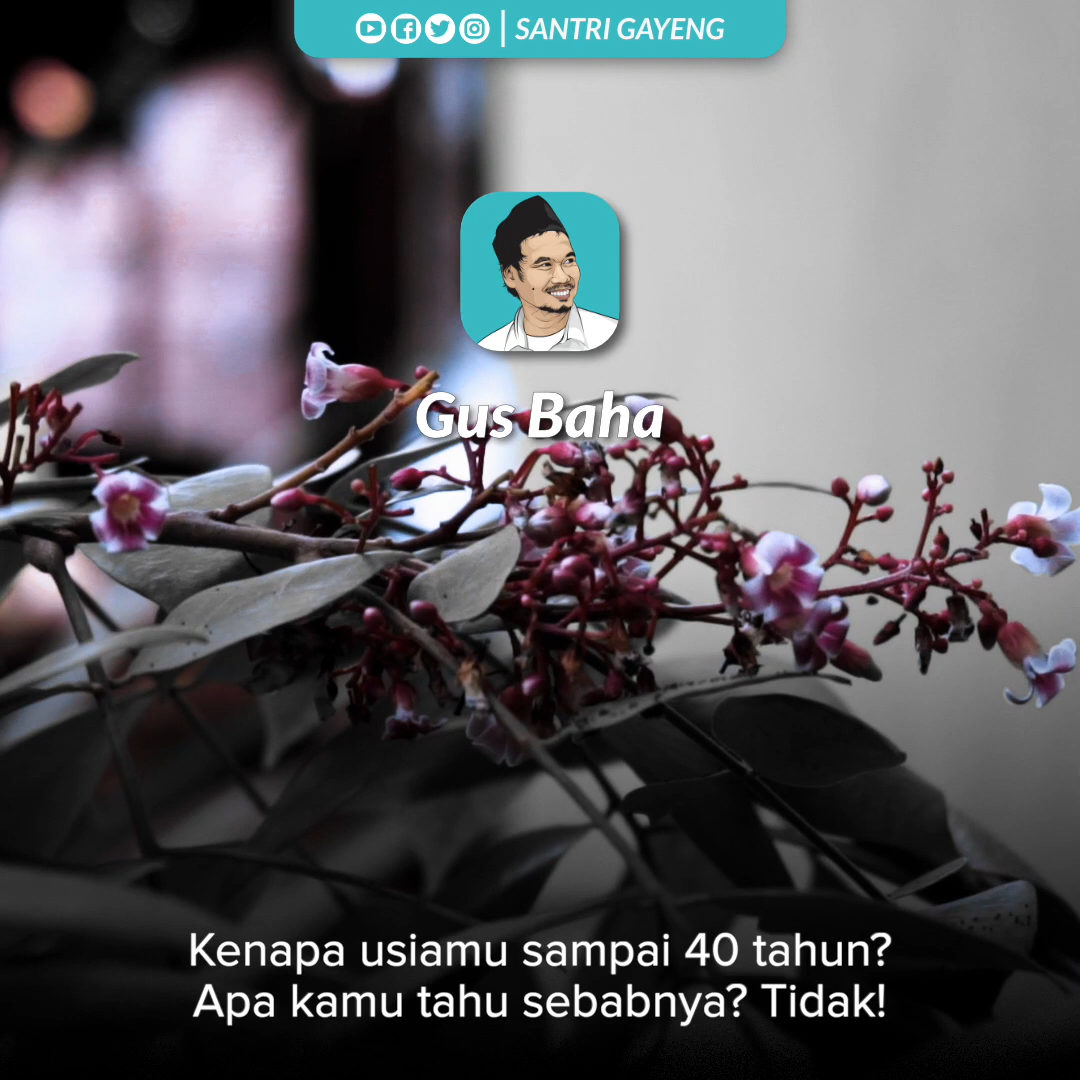 SANTRI GAYENG
Gus Baha
Kenapa usiamu sampai 40 tahun?
Apa kamu tahu sebabnya? Tidak!